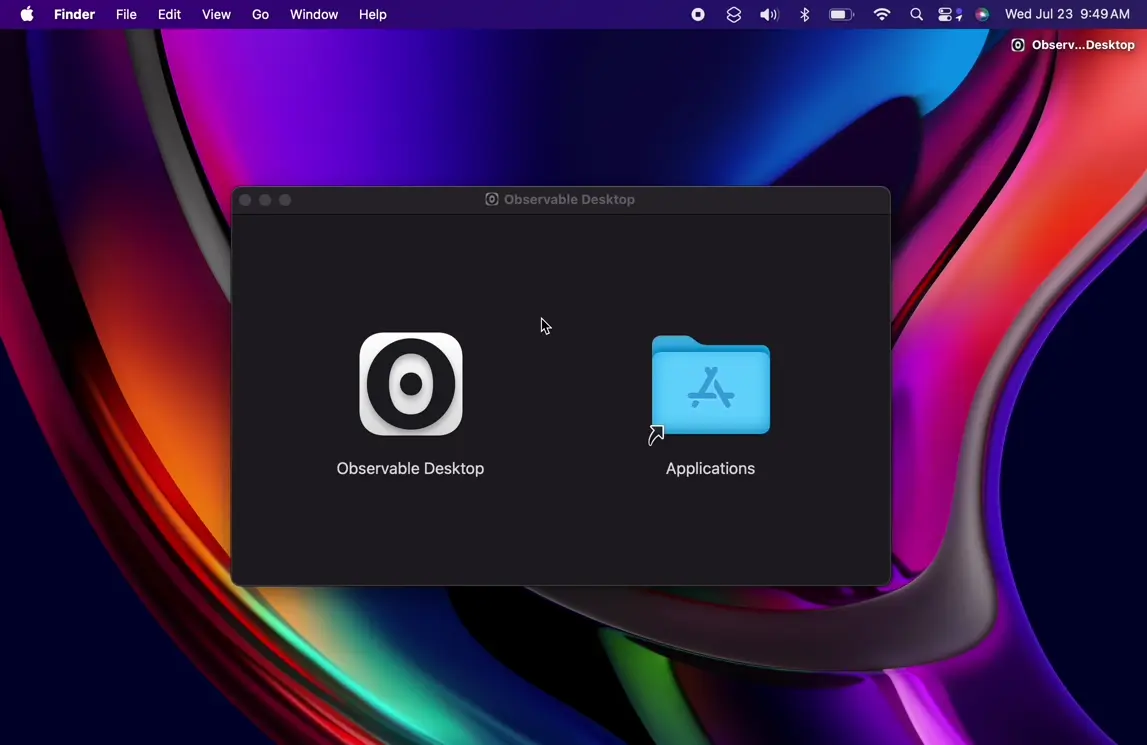 Finder File Edit View Go Window Help Wed Jul 23 9:49 AM
Observ...Desktop
Observable Desktop
Observable Desktop
Applications